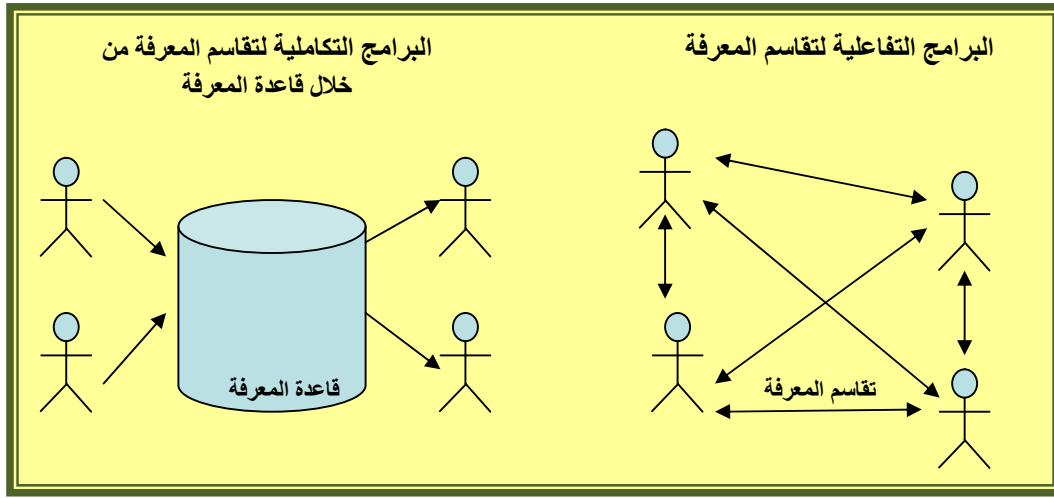 البرامج التفاعلية لتقاسم المعرفة
البرامج التكاملية لتقاسم المعرفة من
خلال قاعدة المعرفة
تقاسم المعرفة
قاعدة المعرفة